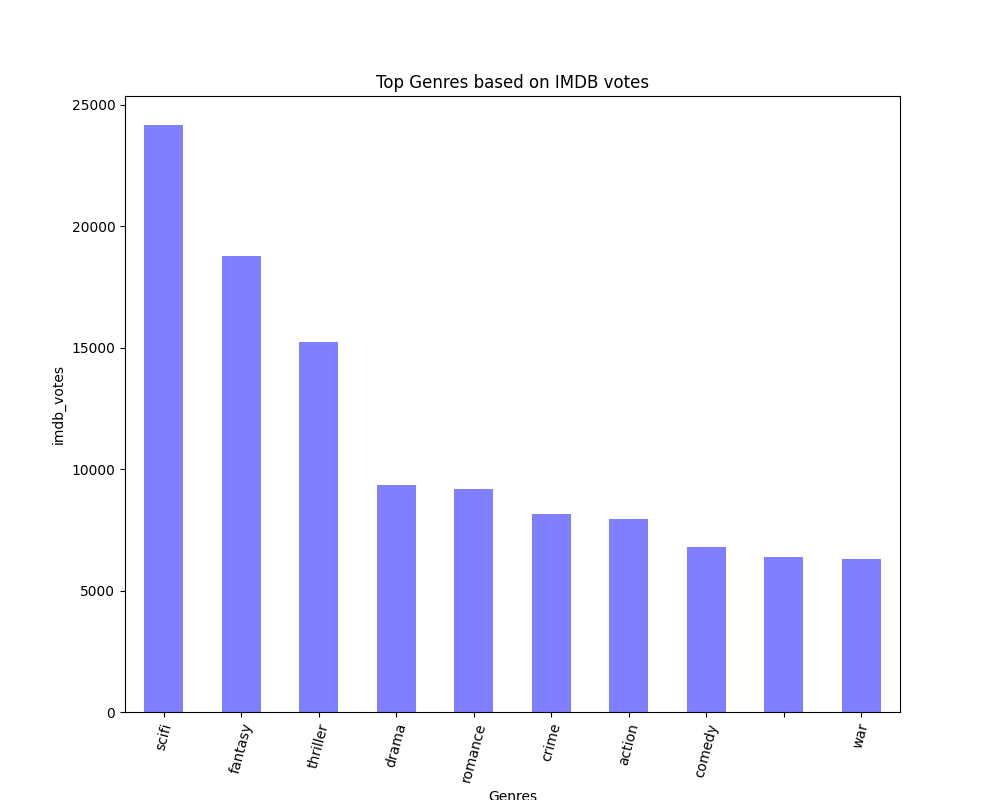 Top Genres based on IMDB votes
25000
20000
15000
10000
5000
0
imdb_votes
scifi
fantasy
thriller
drama
romance
crime
action
comedy
war
Genres